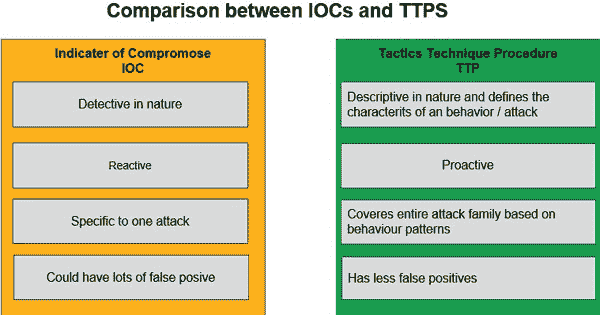 Comparison between IOCs and TTPS
Indicater of Compromose
IOC
Detective in nature
Reactive
Specific to one attack
Could have lots of false posive
Tactics Technique Procedure
TTP
Descriptive in nature and defines the
characterits of an behavior / attack
Proactive
Coveres entire attack family based on
behaviour patterns
Has less false positives